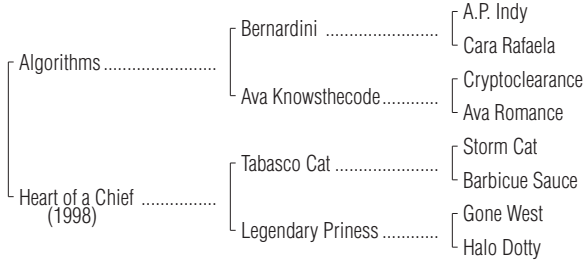 A.P. Indy
Bernardini ........................
Cara Rafaela
Algorithms ........................
Cryptoclearance
Ava Knowsthecode............
Ava Romance
Storm Cat
Tabasco Cat ......................
Barbicue Sauce
Heart of a Chief ................
(1998)
Gone West
Legendary Priness ............
Halo Dotty